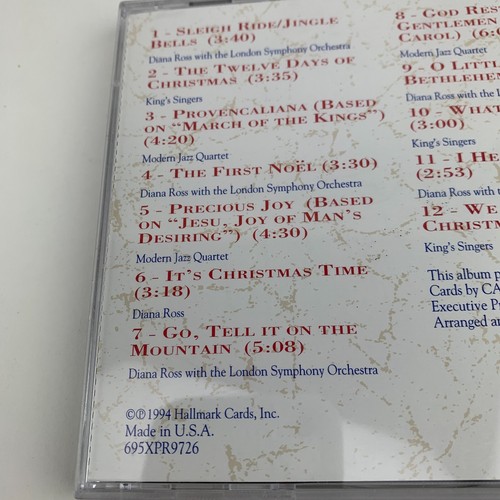 1 - Sleigh Ride/Jingle
Bells (3:40)
Diana Ross with the London Symphony Orchestra
2 - The Twelve Days of
Christmas (3:35)
King's Singers
3 - Provencaliana (Based
on "March of the Kings")
(4:20)
Modern Jazz Quartet
4 - The First Noël (3:30)
Diana Ross with the London Symphony Orchestra
5 - Precious Joy (Based
on "Jesu, Joy of Man's
Desiring") (4:30)
Modern Jazz Quartet
6 - It's Christmas Time
(3:18)
Diana Ross
7 - Go, Tell it on the
Mountain (5:08)
Diana Ross with the London Symphony Orchestra
©℗ 1994 Hallmark Cards, Inc.
Made in U.S.A.
695XPR9726
8 - God Rest
Gentlemen
Carol) (6:
Modern Jazz Quartet
9 - O Littl
Bethlehe
Diana Ross with the L
10 - What
(3:00)
King's Singers
11 - I He
(2:53)
Diana Ross with
12 - We
Christm
King's Singers
This album p
Cards by CA
Executive P
Arranged a